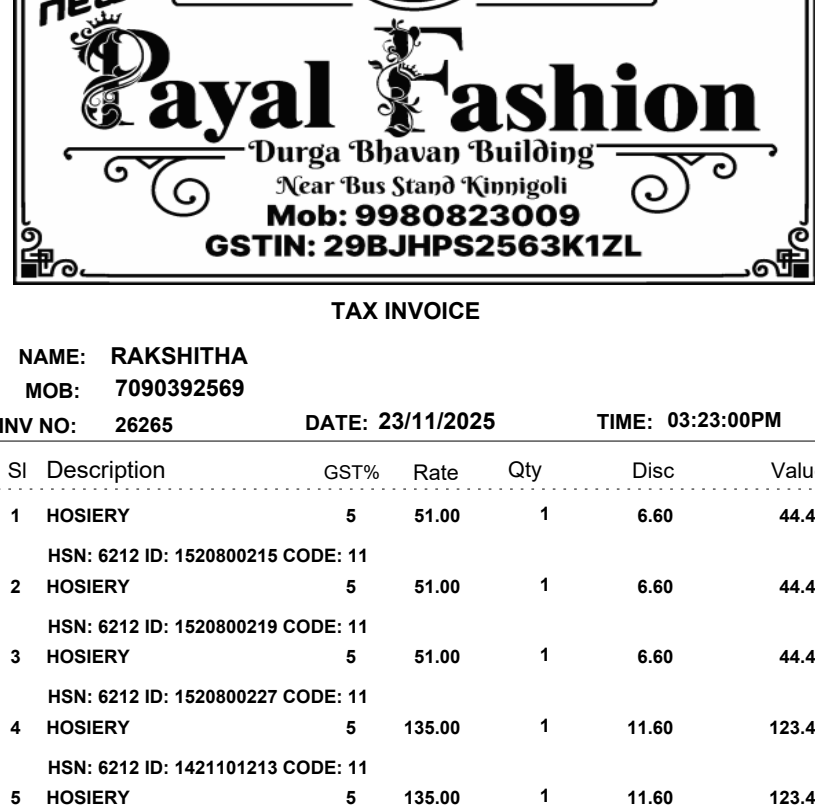 new
Payal Fashion
Durga Bhavan Building
Near Bus Stand Kinnigoli
Mob: 9980823009
GSTIN: 29BJHPS2563K1ZL
TAX INVOICE
NAME: RAKSHITHA
MOB: 7090392569
INV NO: 26265 DATE: 23/11/2025 TIME: 03:23:00PM
Sl Description GST% Rate Qty Disc Valu
1 HOSIERY 5 51.00 1 6.60 44.4
HSN: 6212 ID: 1520800215 CODE: 11
2 HOSIERY 5 51.00 1 6.60 44.4
HSN: 6212 ID: 1520800219 CODE: 11
3 HOSIERY 5 51.00 1 6.60 44.4
HSN: 6212 ID: 1520800227 CODE: 11
4 HOSIERY 5 135.00 1 11.60 123.4
HSN: 6212 ID: 1421101213 CODE: 11
5 HOSIERY 5 135.00 1 11.60 123.4